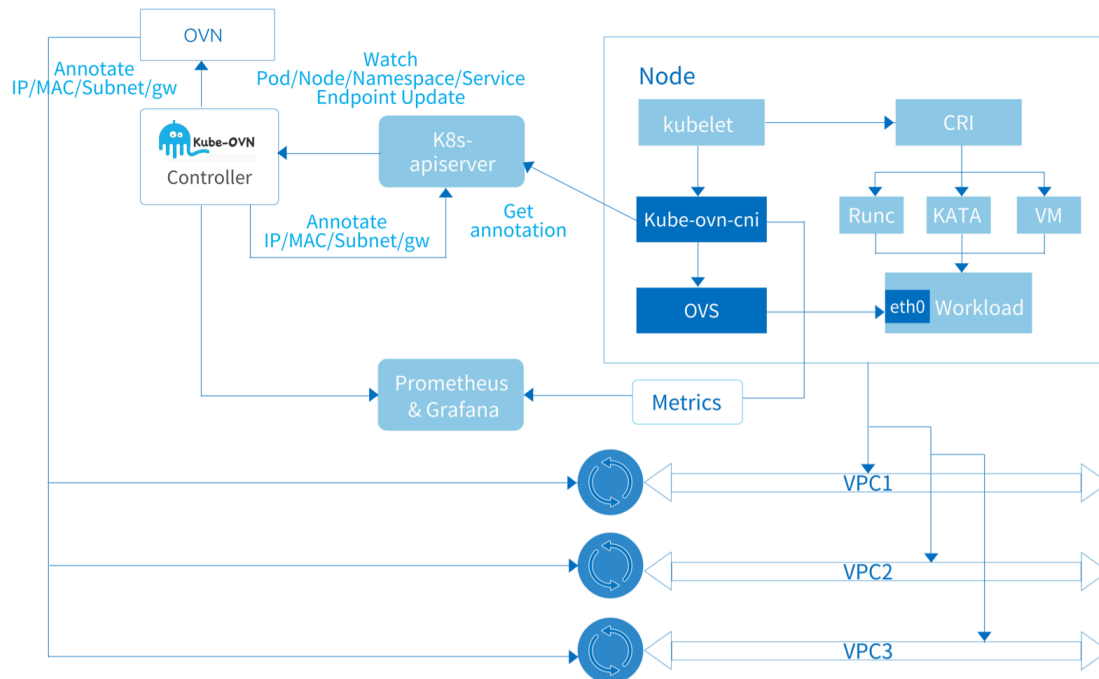 OVN
Annotate
IP/MAC/Subnet/gw
Kube-OVN
Controller
Watch
Pod/Node/Namespace/Service
Endpoint Update
K8s-
apiserver
Annotate
IP/MAC/Subnet/gw
Get
annotation
Node
kubelet
CRI
Kube-ovn-cni
Runc
KATA
VM
OVS
eth0
Workload
Prometheus
& Grafana
Metrics
VPC1
VPC2
VPC3